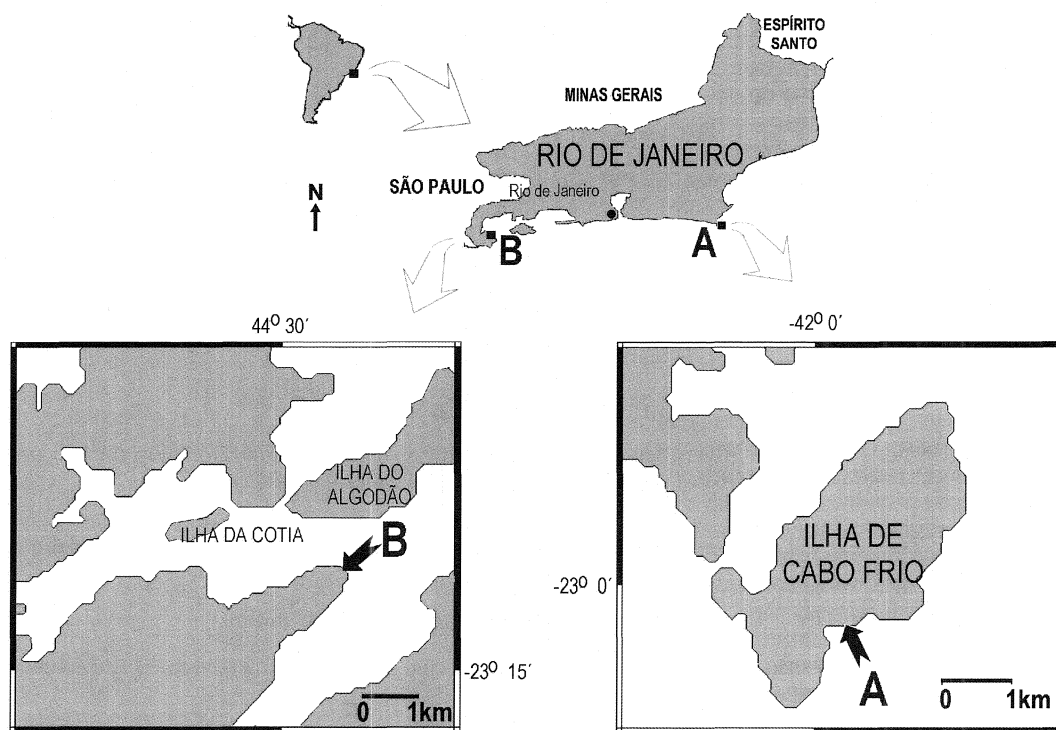 ESPÍRITO
SANTO
MINAS GERAIS
RIO DE JANEIRO
SÃO PAULO
Rio de Janeiro
N
B
A
44º 30´
-42º 0´
ILHA DO
ALGODÃO
ILHA DA COTIA
B
ILHA DE
CABO FRIO
-23º 0´
-23º 15´
A
0 1km
0 1km